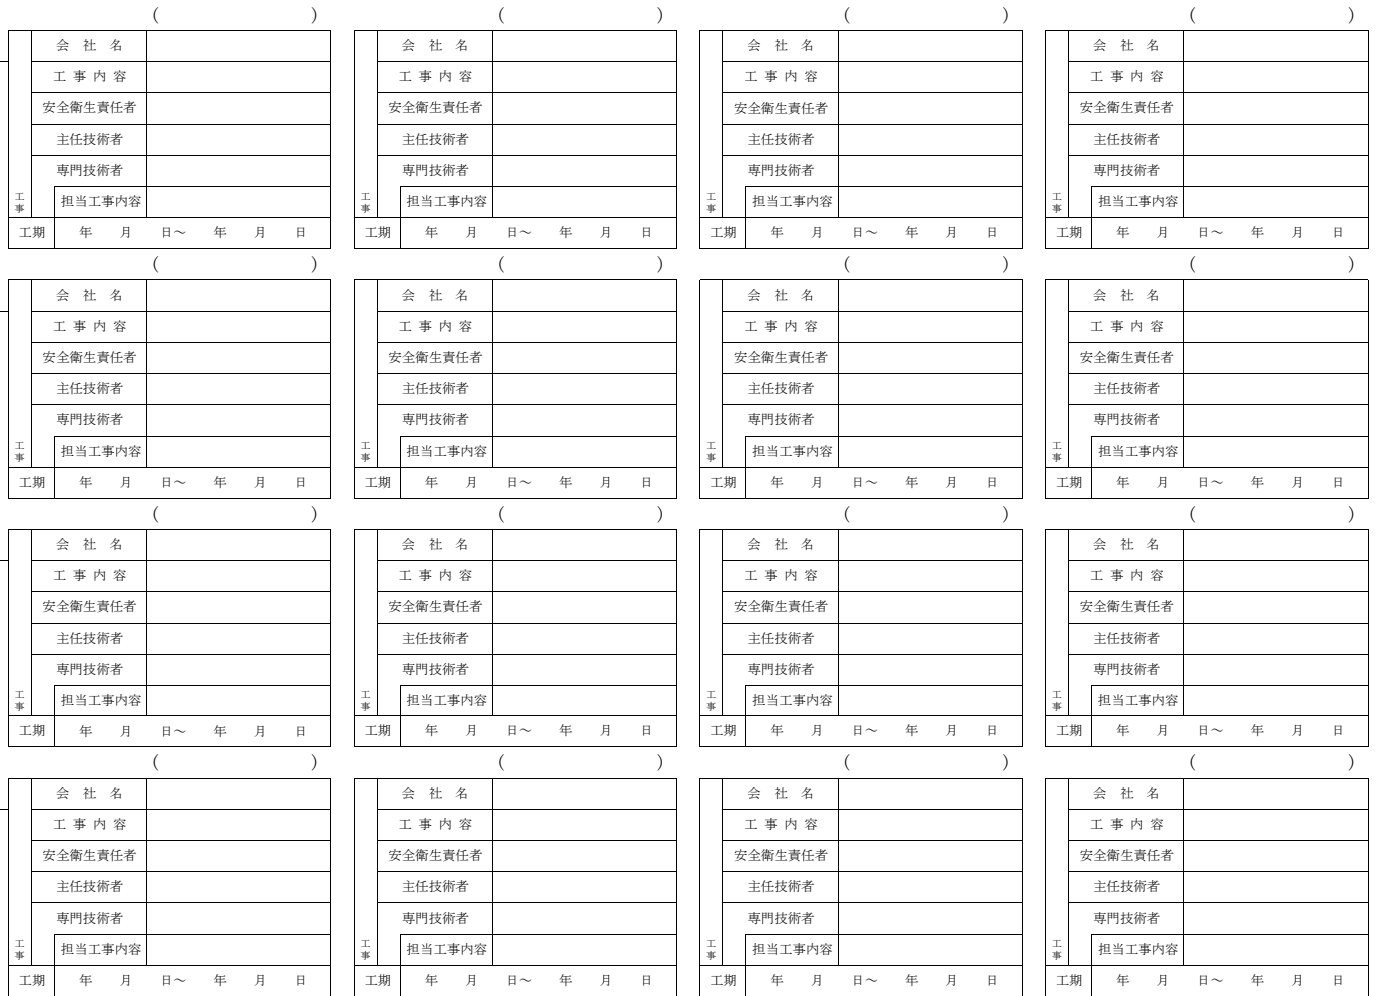 （　　　　　　）　（　　　　　　）　（　　　　　　）　（　　　　　　）
会　社　名　会　社　名　会　社　名　会　社　名
工 事 内 容　工 事 内 容　工 事 内 容　工 事 内 容
安全衛生責任者　安全衛生責任者　安全衛生責任者　安全衛生責任者
主任技術者　主任技術者　主任技術者　主任技術者
専門技術者　専門技術者　専門技術者　専門技術者
工事　担当工事内容　工事　担当工事内容　工事　担当工事内容　工事　担当工事内容
工期　年　月　日～　年　月　日　工期　年　月　日～　年　月　日　工期　年　月　日～　年　月　日　工期　年　月　日～　年　月　日
（　　　　　　）　（　　　　　　）　（　　　　　　）　（　　　　　　）
会　社　名　会　社　名　会　社　名　会　社　名
工 事 内 容　工 事 内 容　工 事 内 容　工 事 内 容
安全衛生責任者　安全衛生責任者　安全衛生責任者　安全衛生責任者
主任技術者　主任技術者　主任技術者　主任技術者
専門技術者　専門技術者　専門技術者　専門技術者
工事　担当工事内容　工事　担当工事内容　工事　担当工事内容　工事　担当工事内容
工期　年　月　日～　年　月　日　工期　年　月　日～　年　月　日　工期　年　月　日～　年　月　日　工期　年　月　日～　年　月　日
（　　　　　　）　（　　　　　　）　（　　　　　　）　（　　　　　　）
会　社　名　会　社　名　会　社　名　会　社　名
工 事 内 容　工 事 内 容　工 事 内 容　工 事 内 容
安全衛生責任者　安全衛生責任者　安全衛生責任者　安全衛生責任者
主任技術者　主任技術者　主任技術者　主任技術者
専門技術者　専門技術者　専門技術者　専門技術者
工事　担当工事内容　工事　担当工事内容　工事　担当工事内容　工事　担当工事内容
工期　年　月　日～　年　月　日　工期　年　月　日～　年　月　日　工期　年　月　日～　年　月　日　工期　年　月　日～　年　月　日
（　　　　　　）　（　　　　　　）　（　　　　　　）　（　　　　　　）
会　社　名　会　社　名　会　社　名　会　社　名
工 事 内 容　工 事 内 容　工 事 内 容　工 事 内 容
安全衛生責任者　安全衛生責任者　安全衛生責任者　安全衛生責任者
主任技術者　主任技術者　主任技術者　主任技術者
専門技術者　専門技術者　専門技術者　専門技術者
工事　担当工事内容　工事　担当工事内容　工事　担当工事内容　工事　担当工事内容
工期　年　月　日～　年　月　日　工期　年　月　日～　年　月　日　工期　年　月　日～　年　月　日　工期　年　月　日～　年　月　日